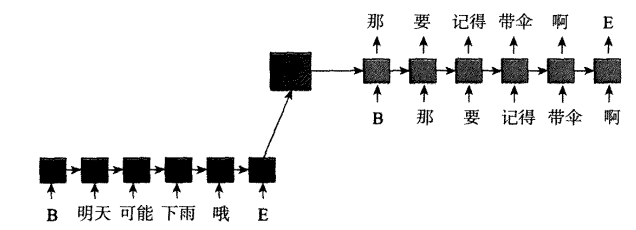 那 要 记得 带伞 啊 E
B 那 要 记得 带伞 啊
B 明天 可能 下雨 哦 E